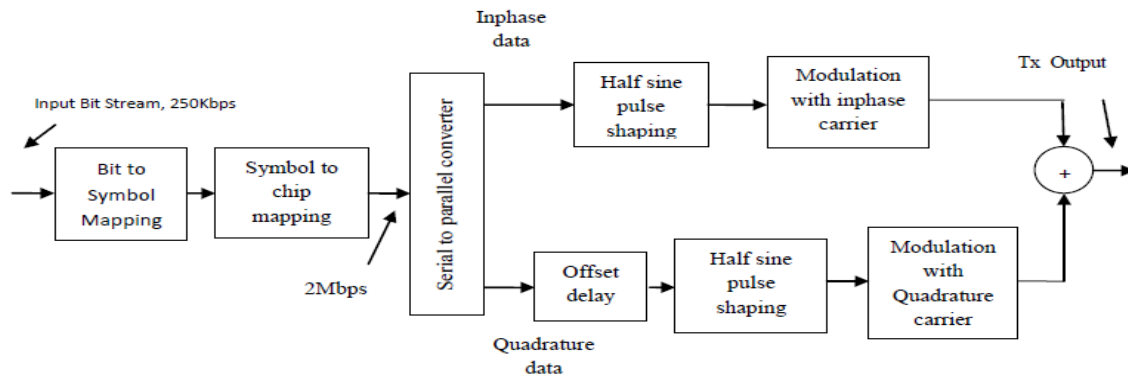 Inphase
data
Tx Output
Input Bit Stream, 250Kbps
Bit to
Symbol
Mapping
Symbol to
chip
mapping
2Mbps
Serial to parallel converter
Half sine
pulse
shaping
Modulation
with inphase
carrier
+
Offset
delay
Half sine
pulse
shaping
Modulation
with
Quadrature
carrier
Quadrature
data